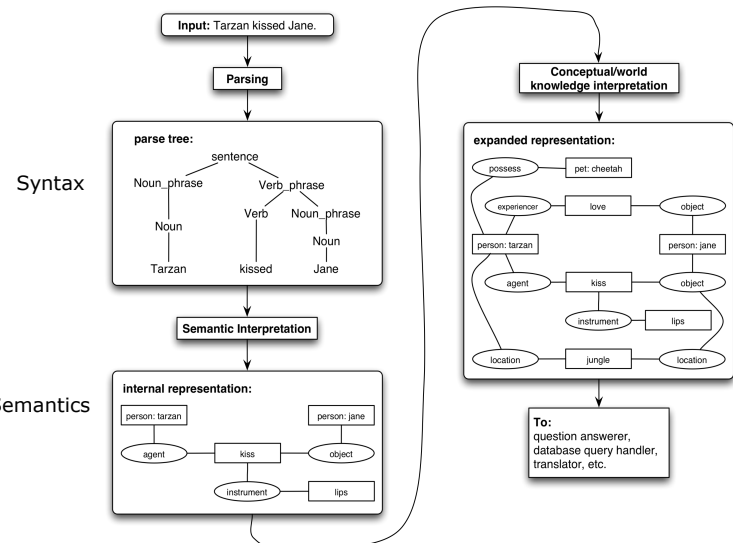 Input: Tarzan kissed Jane.
Parsing
Syntax
parse tree:
sentence
Noun_phrase Verb_phrase
Verb Noun_phrase
Noun Noun
Tarzan kissed Jane
Semantic Interpretation
Semantics
internal representation:
person: tarzan person: jane
agent kiss object
instrument lips
Conceptual/world
knowledge interpretation
expanded representation:
possess pet: cheetah
experiencer love object
person: tarzan person: jane
agent kiss object
instrument lips
location jungle location
To:
question answerer,
database query handler,
translator, etc.